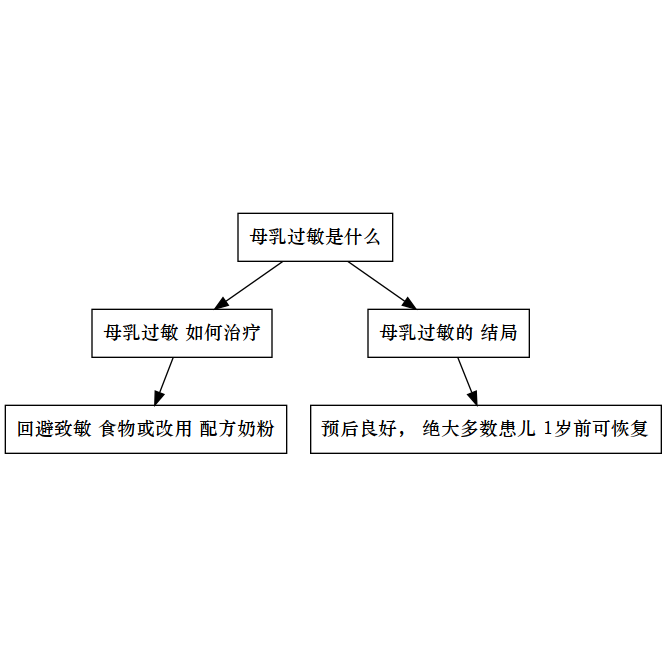 母乳过敏是什么
母乳过敏 如何治疗
母乳过敏的 结局
回避致敏 食物或改用 配方奶粉
预后良好， 绝大多数患儿 1岁前可恢复